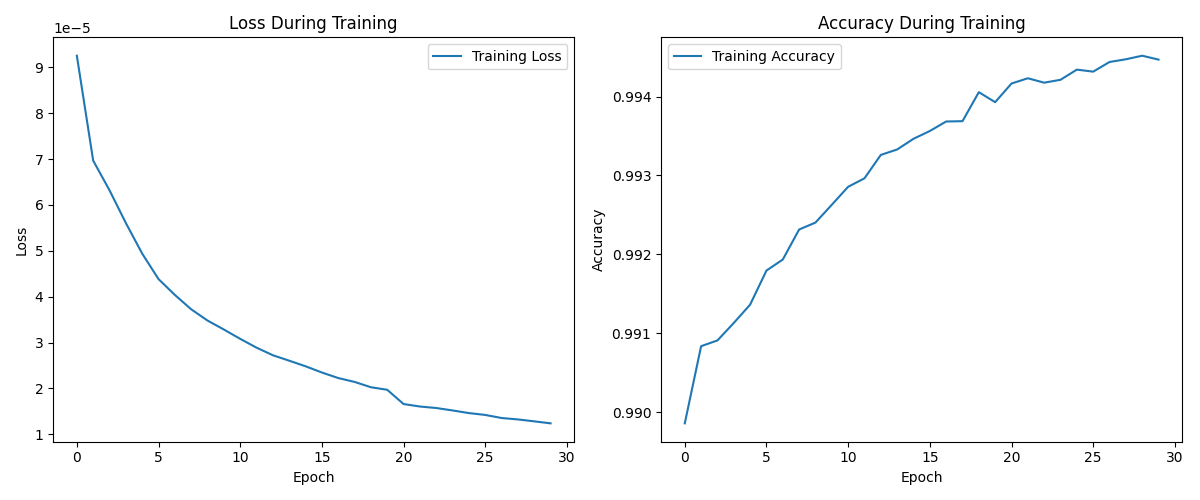 Loss During Training
1e−5
Training Loss
9
8
7
6
5
4
3
2
1
Loss
0 5 10 15 20 25 30
Epoch
Accuracy During Training
Training Accuracy
0.994
0.993
0.992
0.991
0.990
Accuracy
0 5 10 15 20 25 30
Epoch